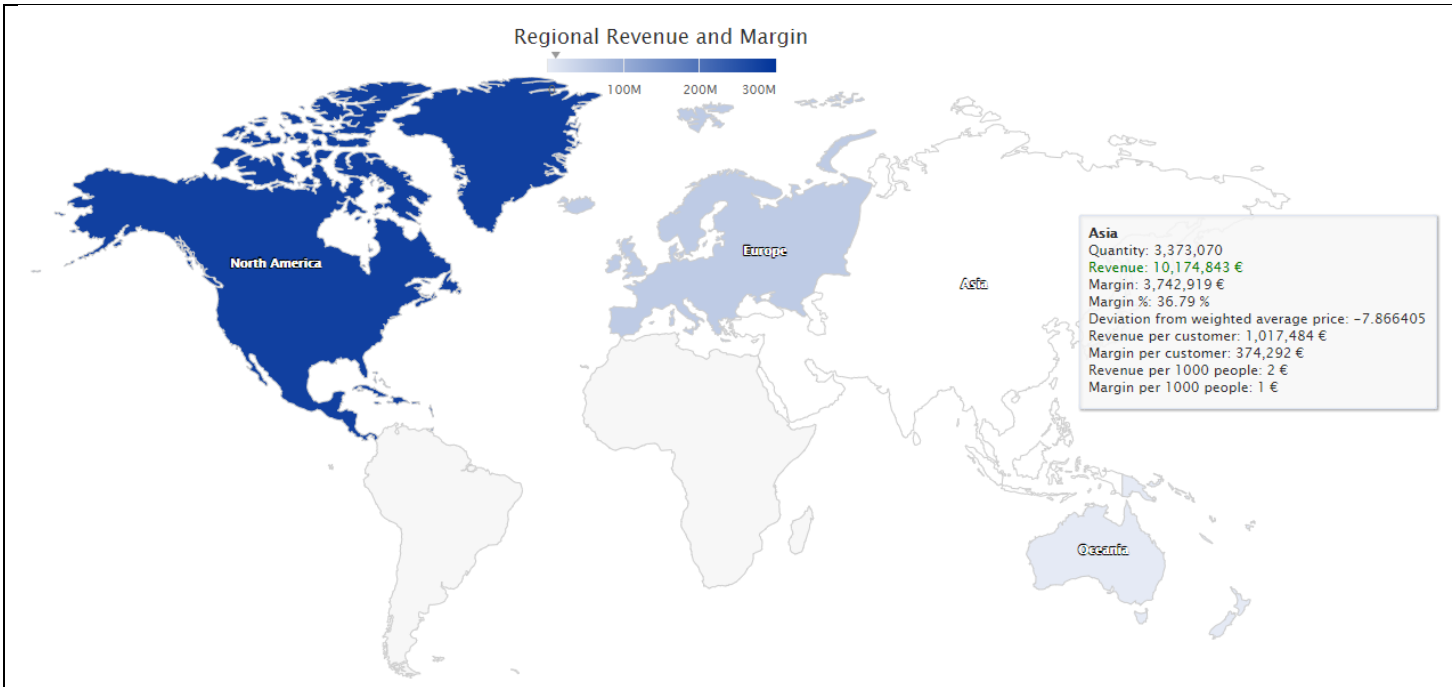 Regional Revenue and Margin
0 100M 200M 300M
North America
Europe
Asia
Oceania
Asia
Quantity: 3,373,070
Revenue: 10,174,843 €
Margin: 3,742,919 €
Margin %: 36.79 %
Deviation from weighted average price: −7.866405
Revenue per customer: 1,017,484 €
Margin per customer: 374,292 €
Revenue per 1000 people: 2 €
Margin per 1000 people: 1 €